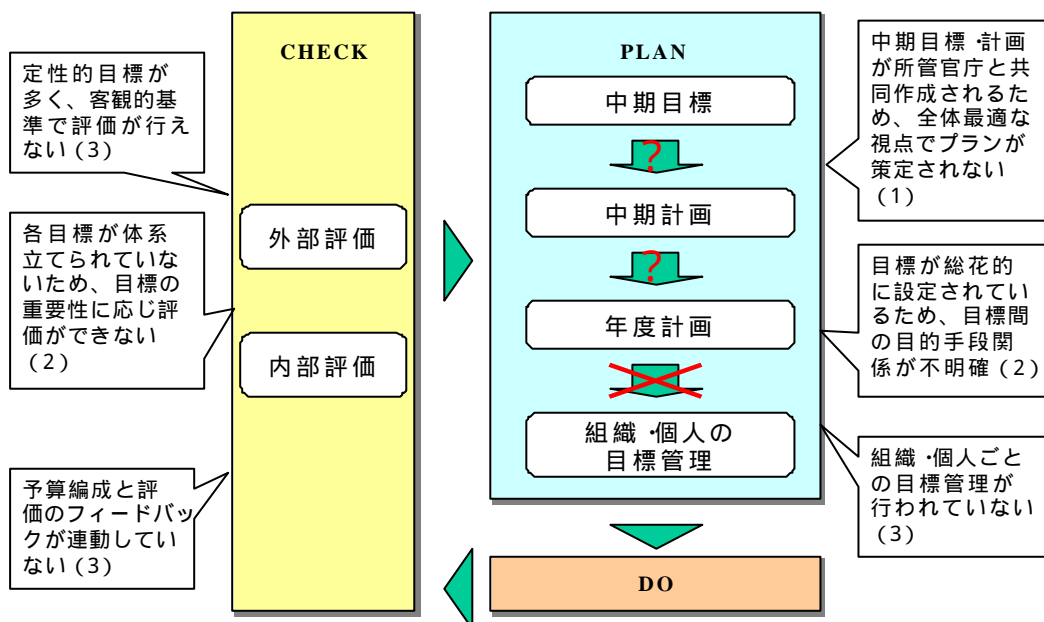 CHECK
定性的目標が
多く、客観的基
準で評価が行え
ない(3)
各目標が体系
立てられていな
いため、目標の
重要性に応じ評
価ができない
(2)
予算編成と評
価のフィードバッ
クが連動してい
ない(3)
外部評価
内部評価
PLAN
中期目標
?
中期計画
?
年度計画
組織・個人の
目標管理
DO
中期目標・計画
が所管官庁と共
同作成されるた
め、全体最適な
視点でプランが
策定されない
(1)
目標が総花的
に設定されてい
るため、目標間
の目的手段関
係が不明確(2)
組織・個人ごと
の目標管理が
行われていない
(3)